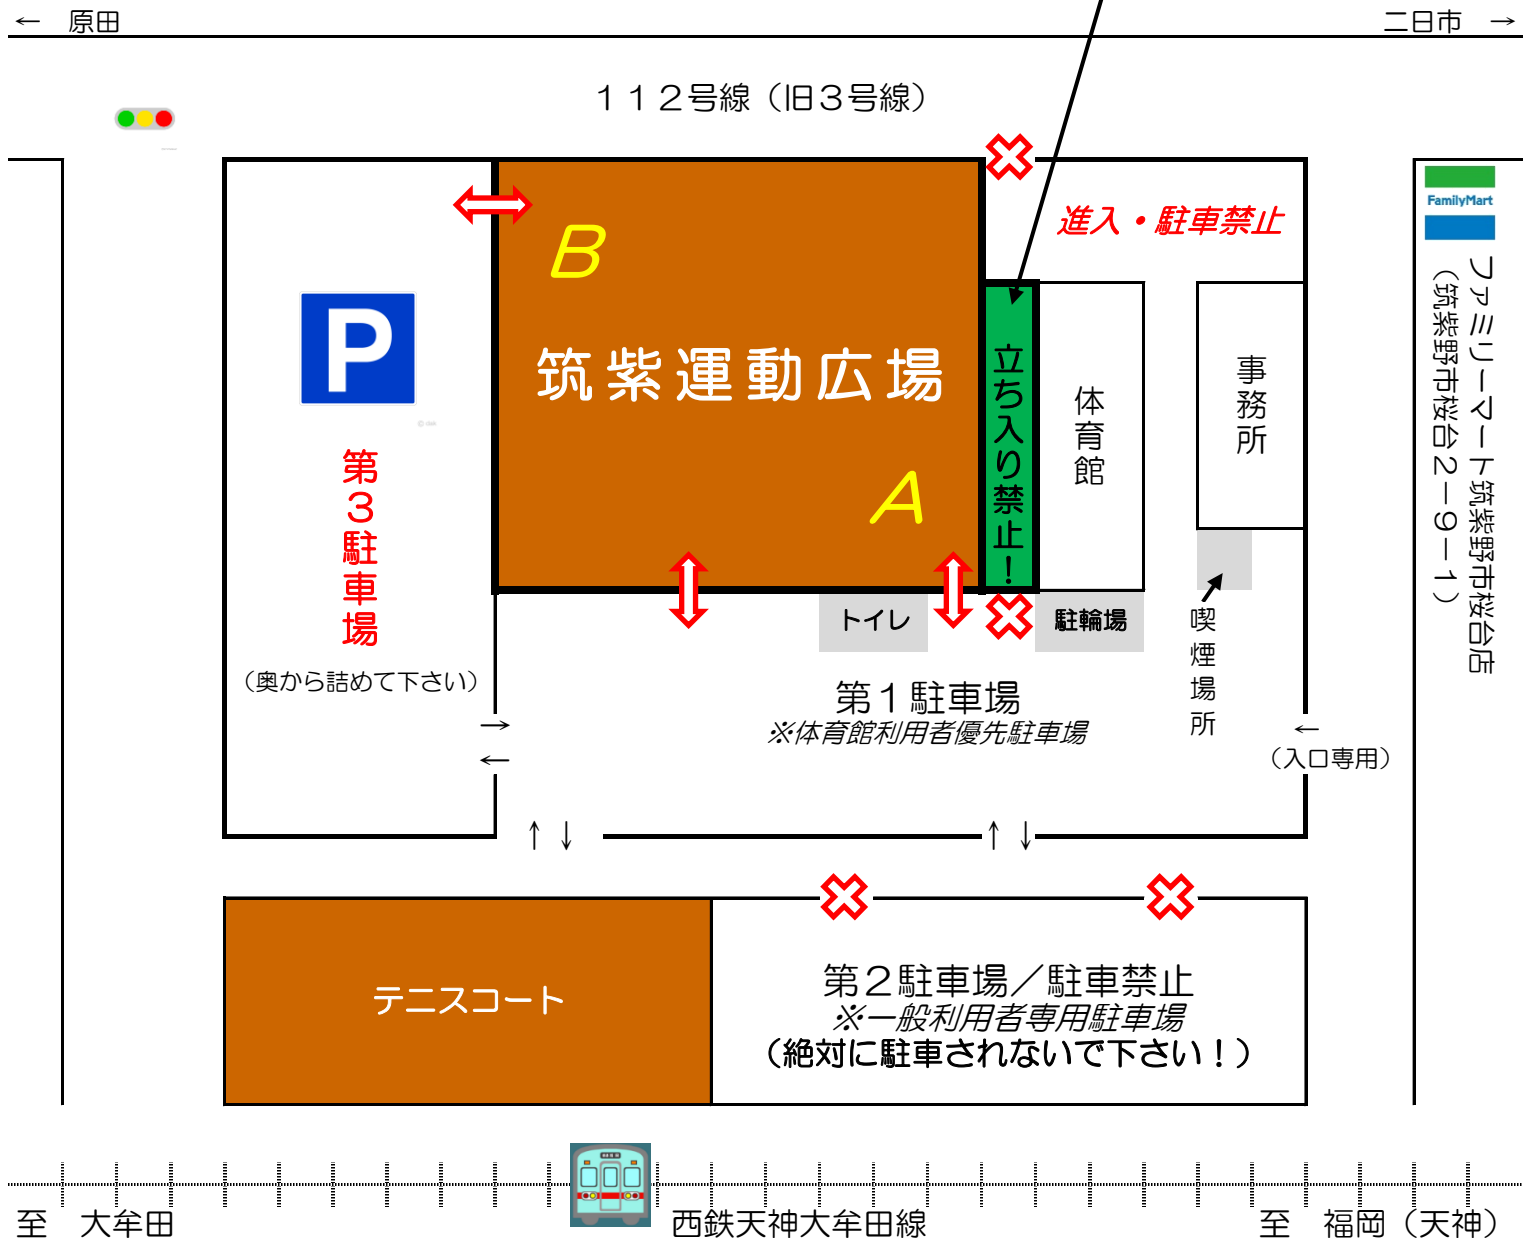 ← 原田
二日市 →
112号線（旧3号線）
FamilyMart
ファミリーマート筑紫野市桜台店
（筑紫野市桜台2－9－1）
進入・駐車禁止
B
筑紫運動広場
A
立ち入り禁止！
体育館
事務所
P
第3駐車場
（奥から詰めて下さい）
トイレ
駐輪場
喫煙場所
第1駐車場
※体育館利用者優先駐車場
→
←
←
（入口専用）
↑ ↓
↑ ↓
テニスコート
第2駐車場／駐車禁止
※一般利用者専用駐車場
（絶対に駐車されないで下さい！）
至 大牟田
西鉄天神大牟田線
至 福岡（天神）